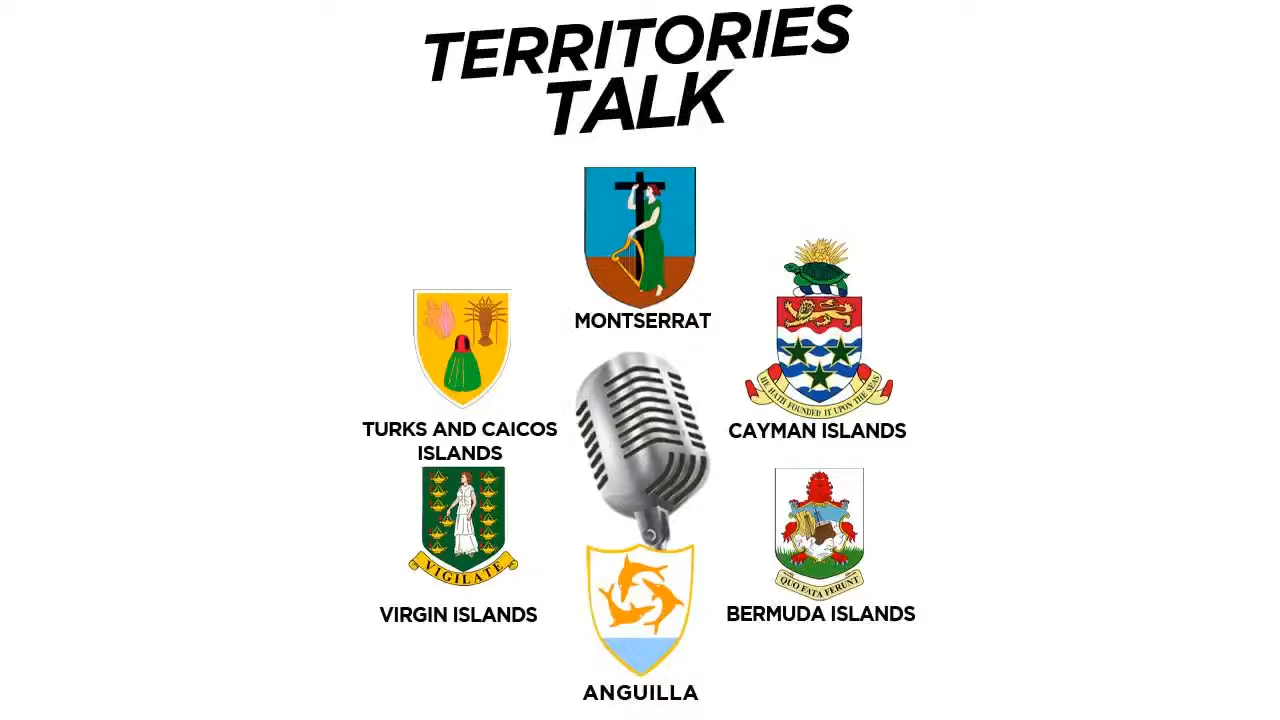 TERRITORIES
TALK
MONTSERRAT
HE HATH FOUNDED IT UPON THE SEAS
TURKS AND CAICOS
ISLANDS
CAYMAN ISLANDS
VIGILATE
QUO FATA FERUNT
VIRGIN ISLANDS
BERMUDA ISLANDS
ANGUILLA